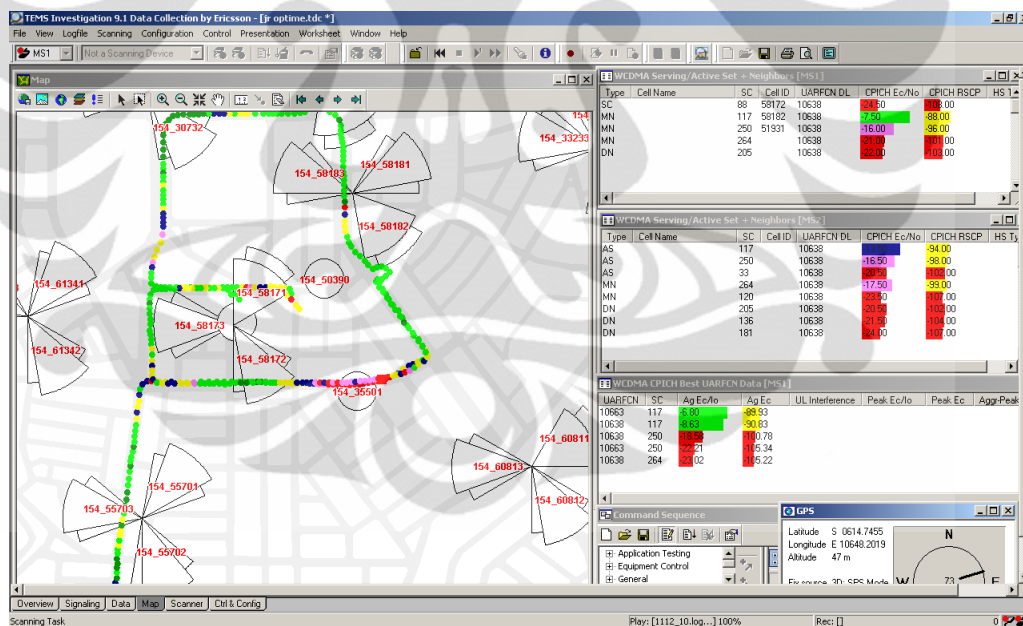 TEMS Investigation 9.1 Data Collection by Ericsson - [jr optime.tdc *]
File View Logfile Scanning Configuration Control Presentation Worksheet Window Help
MS1 Not a Scanning Device
Map
154_30732
154_33233
154_58181
154_58183
154_58182
154_50390
154_61341
154_58171
154_58173
154_61342
154_58172
154_35501
154_60811
154_60813
154_60812
154_55701
154_55703
154_55702
WCDMA Serving/Active Set + Neighbors [MS1]
Type Cell Name SC Cell ID UARFCN DL CPICH Ec/No CPICH RSCP HS
SC 88 58172 10638 -24.50 -108.00
MN 117 58182 10638 -7.50 -88.00
MN 250 51931 10638 -16.00 -96.00
MN 264 10638 -21.00 -101.00
DN 205 10638 -22.00 -103.00
WCDMA Serving/Active Set + Neighbors [MS2]
Type Cell Name SC Cell ID UARFCN DL CPICH Ec/No CPICH RSCP HS Ty
AS 117 10638 -94.00
AS 250 10638 -16.50 -98.00
AS 33 10638 -20.50 -102.00
MN 264 10638 -17.50 -99.00
MN 120 10638 -23.50 -107.00
DN 205 10638 -20.50 -102.00
DN 136 10638 -21.50 -104.00
DN 181 10638 -24.00 -107.00
WCDMA CPICH Best UARFCN Data [MS1]
UARFCN SC Ag Ec/Io Ag Ec UL Interference Peak Ec/Io Peak Ec Aggr-Peak
10663 117 -6.80 -89.93
10638 117 -8.63 -90.83
10638 250 -18.58 -100.78
10663 250 -22.21 -105.34
10638 264 -23.02 -105.22
Command Sequence
Application Testing
Equipment Control
General
GPS
Latitude S 0614.7455
Longitude E 10648.2019
Altitude 47 m
Fix source 3D: SPS Mode
N
W 73 E
Overview Signaling Data Map Scanner Ctrl & Config
Scanning Task Play: [1112_10.log...] 100% Rec: [] 0